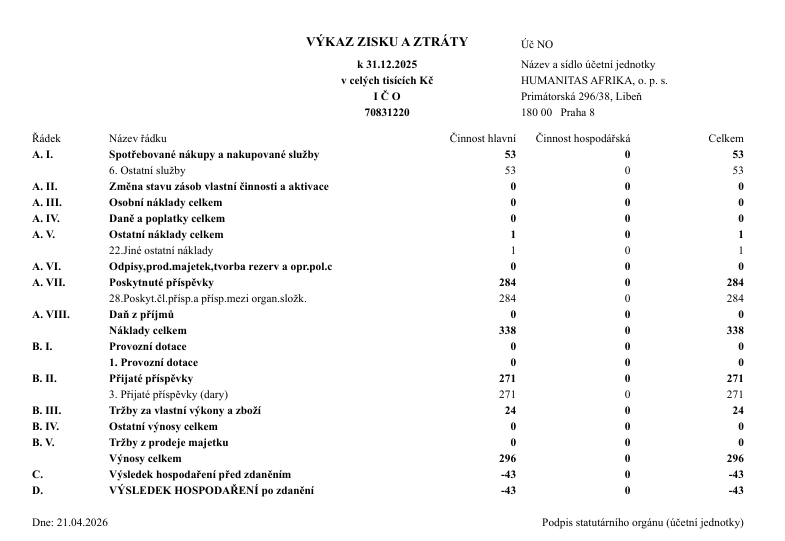 VÝKAZ ZISKU A ZTRÁTY
Úč NO
k 31.12.2025
Název a sídlo účetní jednotky
v celých tisících Kč
HUMANITAS AFRIKA, o. p. s.
I Č O
Primátorská 296/38, Libeň
70831220
180 00 Praha 8
Řádek Název řádku Činnost hlavní Činnost hospodářská Celkem
A. I. Spotřebované nákupy a nakupované služby 53 0 53
6. Ostatní služby 53 0 53
A. II. Změna stavu zásob vlastní činnosti a aktivace 0 0 0
A. III. Osobní náklady celkem 0 0 0
A. IV. Daně a poplatky celkem 0 0 0
A. V. Ostatní náklady celkem 1 0 1
22.Jiné ostatní náklady 1 0 1
A. VI. Odpisy,prod.majetek,tvorba rezerv a opr.pol.c 0 0 0
A. VII. Poskytnuté příspěvky 284 0 284
28.Poskyt.čl.přísp.a přísp.mezi organ.složk. 284 0 284
A. VIII. Daň z příjmů 0 0 0
Náklady celkem 338 0 338
B. I. Provozní dotace 0 0 0
1. Provozní dotace 0 0 0
B. II. Přijaté příspěvky 271 0 271
3. Přijaté příspěvky (dary) 271 0 271
B. III. Tržby za vlastní výkony a zboží 24 0 24
B. IV. Ostatní výnosy celkem 0 0 0
B. V. Tržby z prodeje majetku 0 0 0
Výnosy celkem 296 0 296
C. Výsledek hospodaření před zdaněním -43 0 -43
D. VÝSLEDEK HOSPODAŘENÍ po zdanění -43 0 -43
Dne: 21.04.2026 Podpis statutárního orgánu (účetní jednotky)